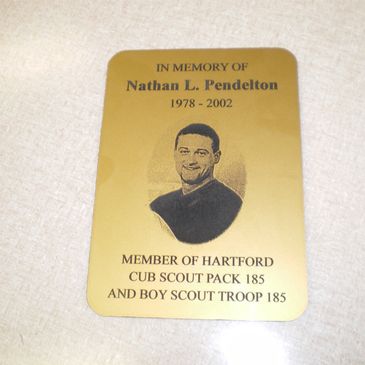 IN MEMORY OF
Nathan L. Pendelton
1978 - 2002
MEMBER OF HARTFORD
CUB SCOUT PACK 185
AND BOY SCOUT TROOP 185